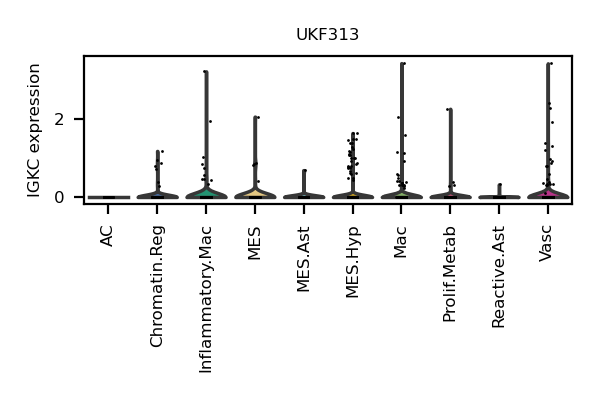 UKF313
IGKC expression
2
0
AC
Chromatin.Reg
Inflammatory.Mac
MES
MES.Ast
MES.Hyp
Mac
Prolif.Metab
Reactive.Ast
Vasc